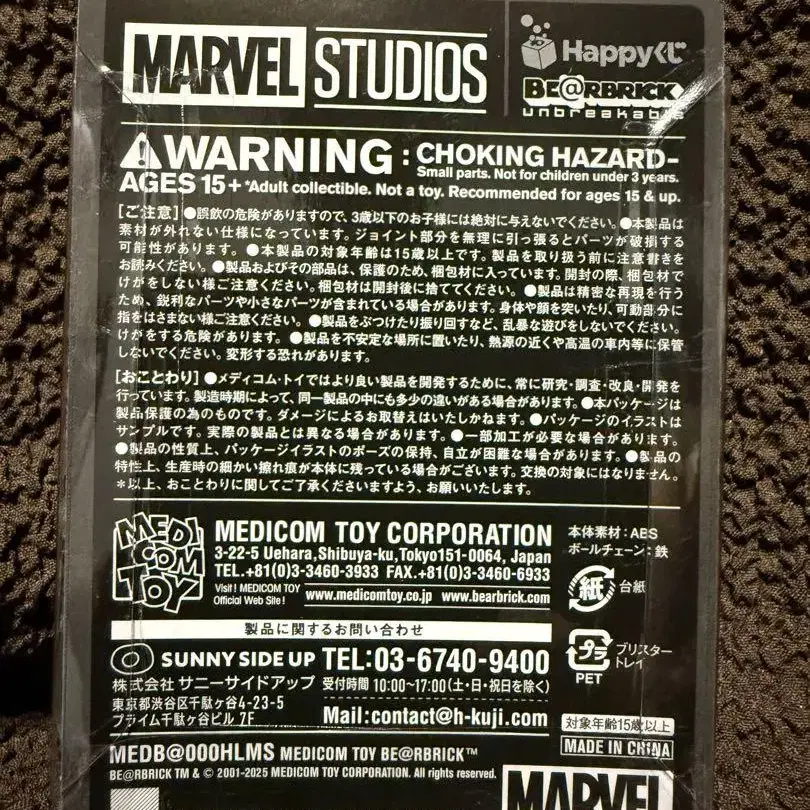 MARVEL STUDIOS
Happyくじ
BE@RBRICK
unbreakable
⚠WARNING : CHOKING HAZARD-
Small parts. Not for children under 3 years.
AGES 15+ *Adult collectible. Not a toy. Recommended for ages 15 & up.
[ご注意] ●誤飲の危険がありますので、3歳以下のお子様には絶対に与えないでください。●本製品は
素材が外れない仕様になっています。ジョイント部分を無理に引っ張るとパーツが破損する
可能性があります。●本製品の対象年齢は15歳以上です。製品を取り扱う前に注意書きを
お読みください。●製品およびその部品は、保護のため、梱包材に入っています。開封の際、梱包材で
けがをしない様ご注意ください。梱包材は開封後に捨ててください。●製品は精密な再現を行う
ため、鋭利なパーツや小さなパーツが含まれている場合があります。身体や顔を突いたり、可動部分に
指をはさまない様ご注意ください。●製品をぶつけたり振り回すなど、乱暴な遊びをしないでください。
けがをする危険があります。●製品を不安定な場所に置いたり、熱源の近くや高温の車内等に保管
しないでください。変形する恐れがあります。
[おことわり] ●メディコム・トイではより良い製品を開発するために、常に研究・調査・改良・開発を
行っています。製造時期によって、同一製品の中にも多少の違いがある場合があります。●本パッケージは
製品保護の為のものです。ダメージによるお取替えはいたしかねます。●パッケージのイラストは
サンプルです。実際の製品とは異なる場合があります。●一部加工が必要な場合があります。
●製品の性質上、パッケージイラストのポーズの保持、自立が困難な場合があります。●製品の
特性上、生産時の細かい擦れ痕が本体に残っている場合がございます。交換の対象にはなりません。
*以上、おことわりに関してご了承くださいますよう、お願いいたします。
MEDI
COM
TOY
MEDICOM TOY CORPORATION
3-22-5 Uehara,Shibuya-ku,Tokyo151-0064, Japan
TEL.+81(0)3-3460-3933 FAX.+81(0)3-3460-6933
Visit! MEDICOM TOY
Official Web Site! www.medicomtoy.co.jp www.bearbrick.com
本体素材：ABS
ボールチェーン：鉄
紙 台紙
プラ ブリスター
トレイ
PET
製品に関するお問い合わせ
SUNNY SIDE UP TEL:03-6740-9400
株式会社 サニーサイドアップ 受付時間 10:00~17:00(土・日・祝日を除く)
東京都渋谷区千駄ヶ谷4-23-5
プライム千駄ヶ谷ビル 7F Mail:contact@h-kuji.com
対象年齢15歳以上
MADE IN CHINA
MEDB@000HLMS MEDICOM TOY BE@RBRICK™
BE@RBRICK TM & © 2001-2025 MEDICOM TOY CORPORATION. All rights reserved.
MARVEL